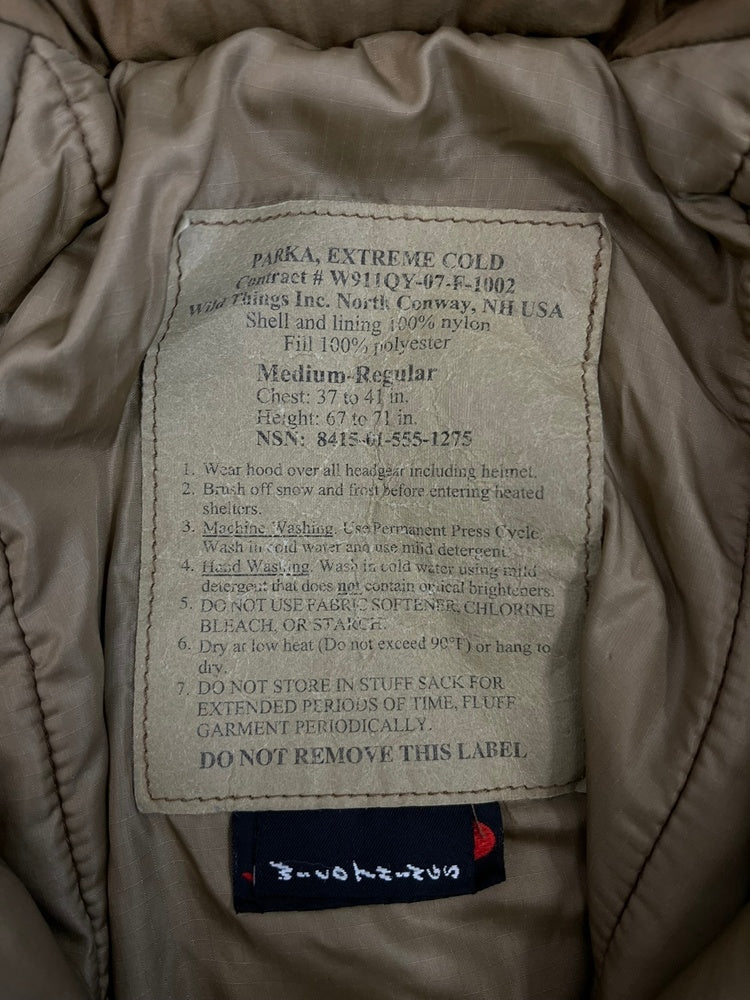 PARKA, EXTREME COLD
Contract # W911QY-07-F-1002
Wild Things Inc. North Conway, NH USA
Shell and lining 100% nylon
Fill 100% polyester
Medium-Regular
Chest: 37 to 41 in.
Height: 67 to 71 in.
NSN: 8415-01-555-1275
1. Wear hood over all headgear including helmet.
2. Brush off snow and frost before entering heated
shelters.
3. Machine Washing. Use Permanent Press Cycle.
Wash in cold water and use mild detergent.
4. Hand Washing. Wash in cold water using mild
detergent that does not contain optical brighteners.
5. DO NOT USE FABRIC SOFTENER, CHLORINE
BLEACH, OR STARCH.
6. Dry at low heat (Do not exceed 90°F) or hang to
dry.
7. DO NOT STORE IN STUFF SACK FOR
EXTENDED PERIODS OF TIME, FLUFF
GARMENT PERIODICALLY.
DO NOT REMOVE THIS LABEL